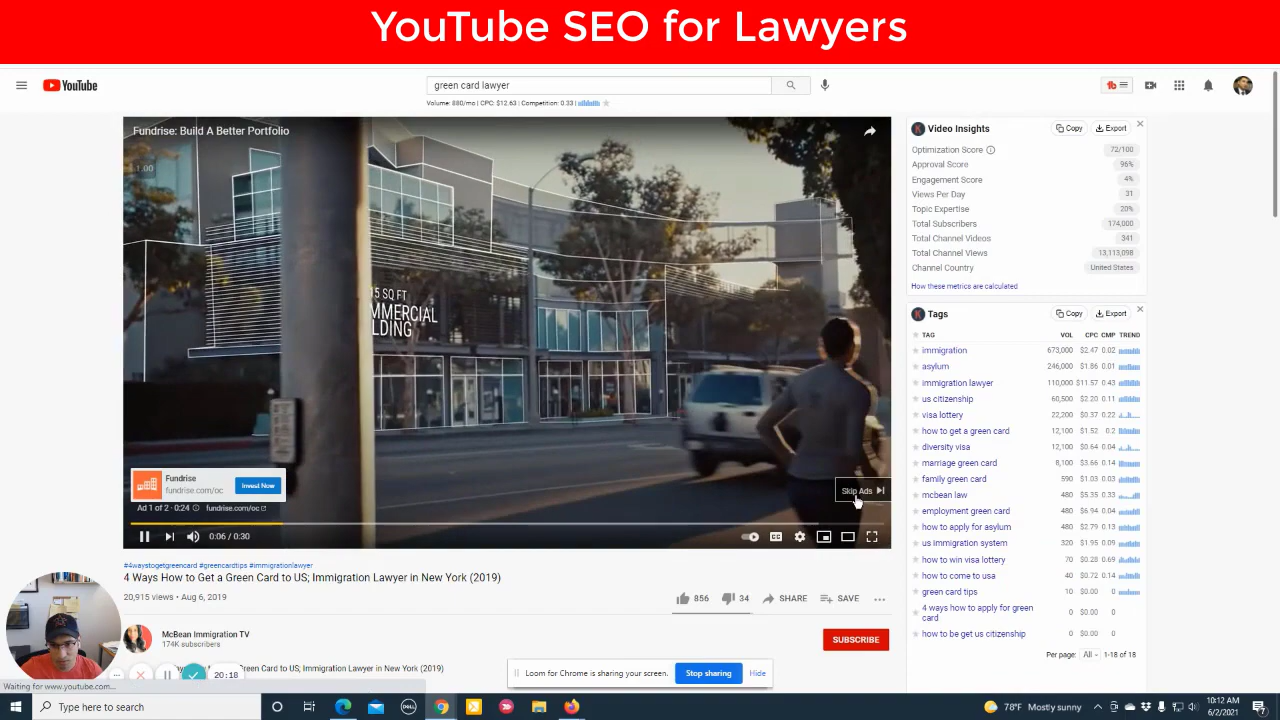 YouTube SEO for Lawyers
YouTube
green card lawyer
Volume: 880/mo | CPC: $12.63 | Competition: 0.33 |
Fundrise: Build A Better Portfolio
1.00
5 SQ FT
MMERCIAL
LDING
Fundrise
fundrise.com/oc
Invest Now
Skip Ads
Ad 1 of 2 · 0:24
fundrise.com/oc
0:06 / 0:30
#4waystogetgreencard #greencardtips #immigrationlawyer
4 Ways How to Get a Green Card to US; Immigration Lawyer in New York (2019)
20,915 views • Aug 6, 2019
856
34
SHARE
SAVE
McBean Immigration TV
174K subscribers
SUBSCRIBE
Green Card to US; Immigration Lawyer in New York (2019)
20:18
Loom for Chrome is sharing your screen.
Stop sharing
Hide
Waiting for www.youtube.com...
Video Insights
Copy
Export
Optimization Score 72/100
Approval Score 96%
Engagement Score 4%
Views Per Day 31
Topic Expertise 20%
Total Subscribers 174,000
Total Channel Videos 341
Total Channel Views 13,113,098
Channel Country United States
How these metrics are calculated
Tags
Copy
Export
TAG VOL CPC CMP TREND
immigration 673,000 $2.47 0.02
asylum 246,000 $1.86 0.01
immigration lawyer 110,000 $11.57 0.43
us citizenship 60,500 $2.20 0.11
visa lottery 22,200 $0.37 0.22
how to get a green card 12,100 $1.52 0.2
diversity visa 12,100 $0.64 0.04
marriage green card 8,100 $3.66 0.14
family green card 590 $1.03 0.03
mcbean law 480 $5.35 0.33
employment green card 480 $6.94 0.04
how to apply for asylum 480 $2.79 0.13
us immigration system 320 $1.95 0.09
how to win visa lottery 70 $0.28 0.69
how to come to usa 40 $0.72 0.14
green card tips 10 $0.00 0
4 ways how to apply for green
card 0 $0.00 0
how to be get us citizenship 0 $0.00 0
Per page: All 1-18 of 18
Type here to search
DELL
78°F Mostly sunny
10:12 AM
6/2/2021